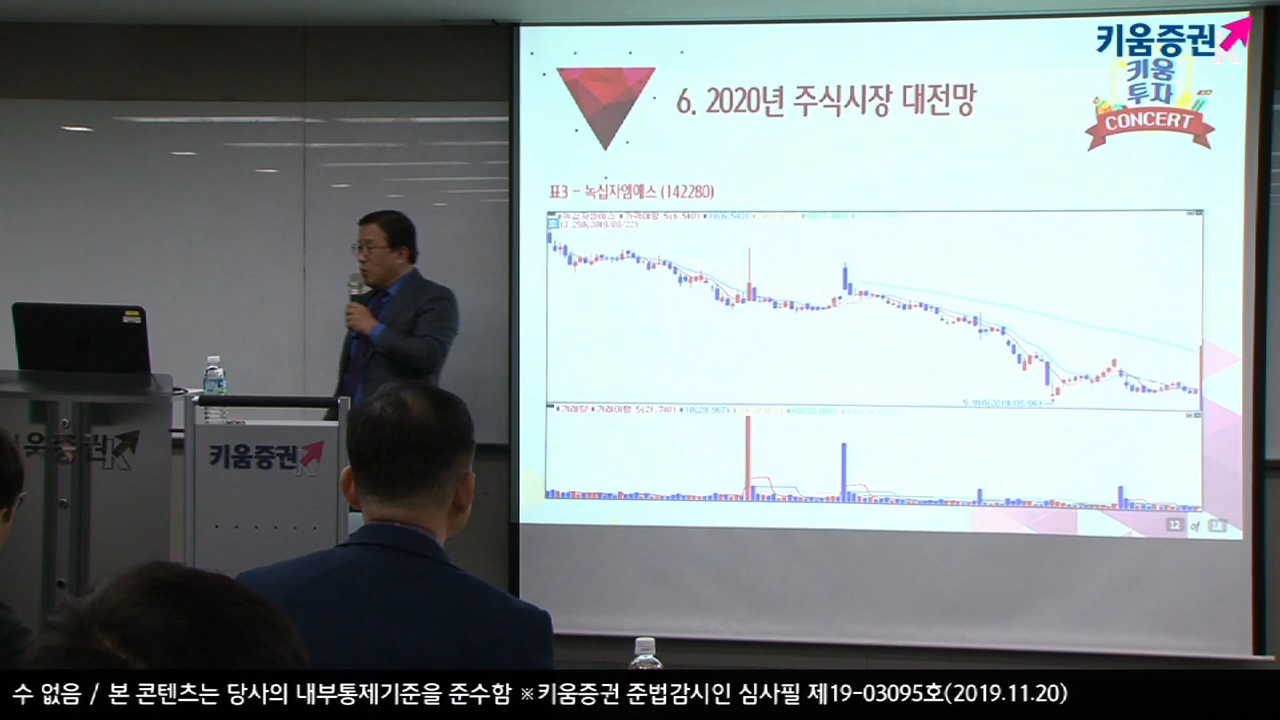 키움증권
키움
투자
CONCERT
6. 2020년 주식시장 대전망
표3 - 녹십자엠에스 (142280)
키움증권
키움증권
12 of
수 없음 / 본 콘텐츠는 당사의 내부통제기준을 준수함 ※키움증권 준법감시인 심사필 제19-03095호(2019.11.20)